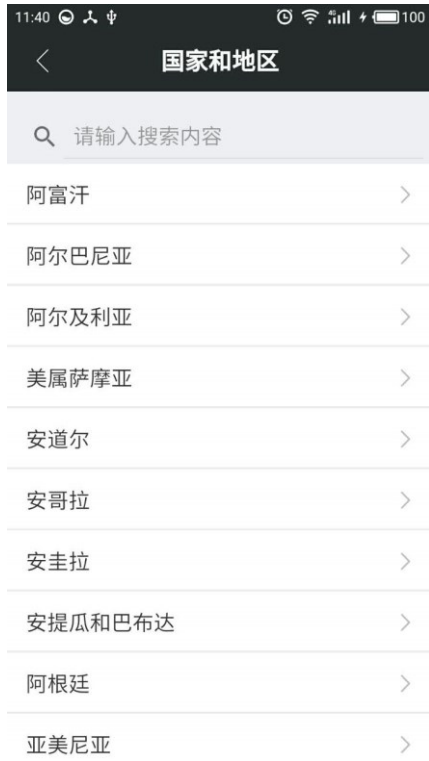 11:40 4G 100
国家和地区
请输入搜索内容
阿富汗
阿尔巴尼亚
阿尔及利亚
美属萨摩亚
安道尔
安哥拉
安圭拉
安提瓜和巴布达
阿根廷
亚美尼亚